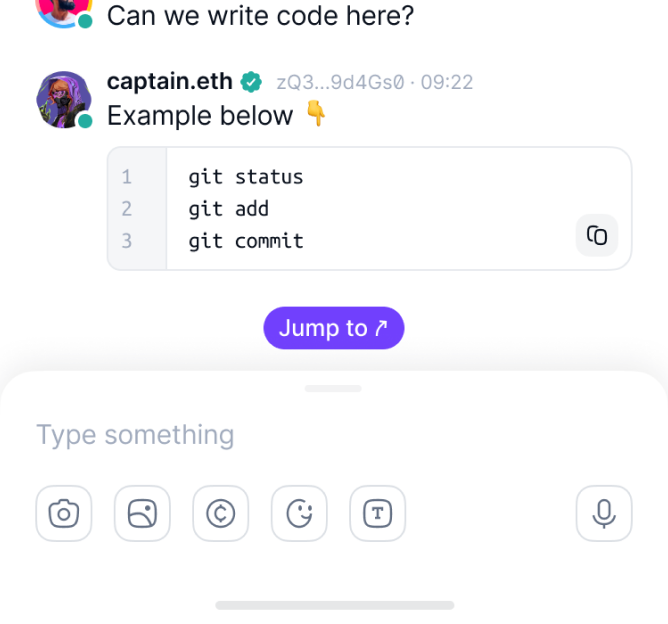 Can we write code here?
captain.eth zQ3...9d4Gs0 · 09:22
Example below 👇
1 git status
2 git add
3 git commit
Jump to ↗
Type something